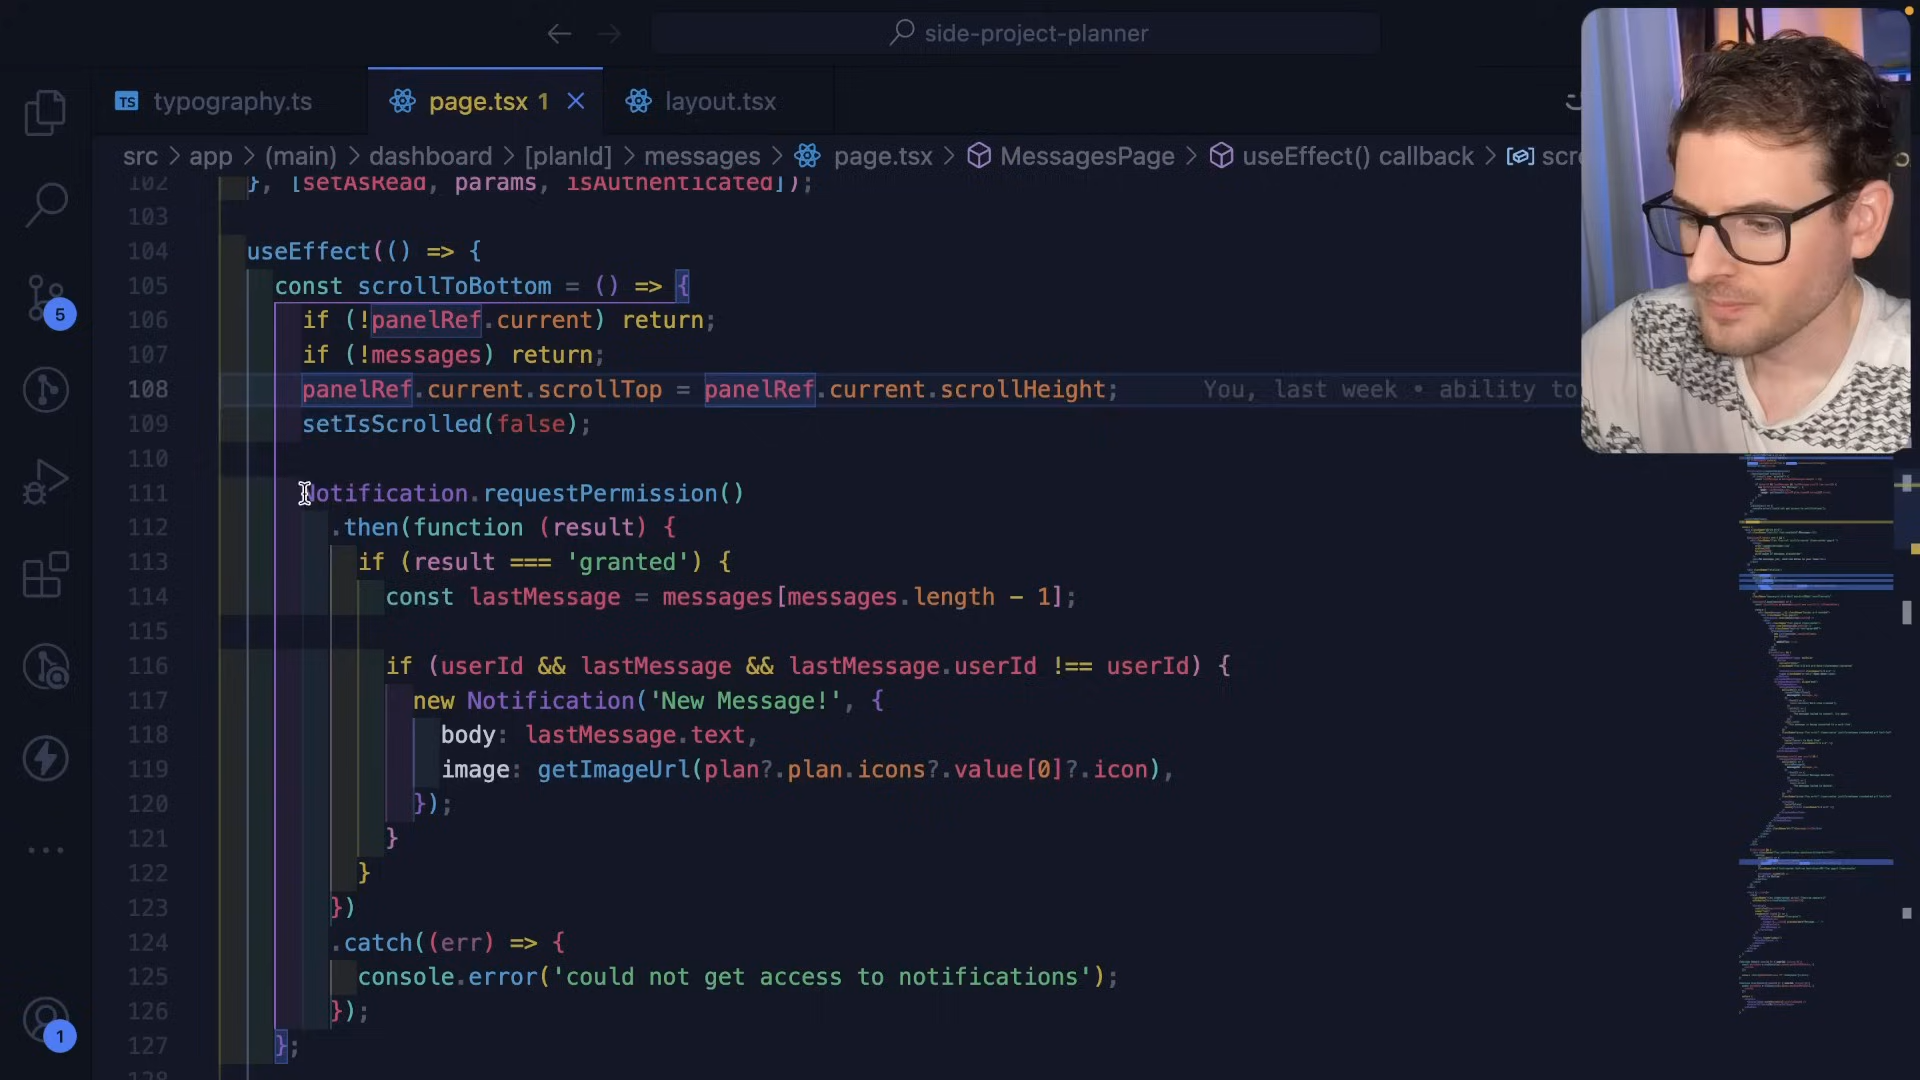 side-project-planner
TS typography.ts
page.tsx 1
layout.tsx
src > app > (main) > dashboard > [planId] > messages > page.tsx > MessagesPage > useEffect() callback >
102 }, [setAsRead, params, isAuthenticated]);
103
104 useEffect(() => {
105 const scrollToBottom = () => {
106 if (!panelRef.current) return;
107 if (!messages) return;
108 panelRef.current.scrollTop = panelRef.current.scrollHeight; You, last week • ability to
109 setIsScrolled(false);
110
111 Notification.requestPermission()
112 .then(function (result) {
113 if (result === 'granted') {
114 const lastMessage = messages[messages.length - 1];
115
116 if (userId && lastMessage && lastMessage.userId !== userId) {
117 new Notification('New Message!', {
118 body: lastMessage.text,
119 image: getImageUrl(plan?.plan.icons?.value[0]?.icon),
120 });
121 }
122 }
123 })
124 .catch((err) => {
125 console.error('could not get access to notifications');
126 });
127 };
128
5
1